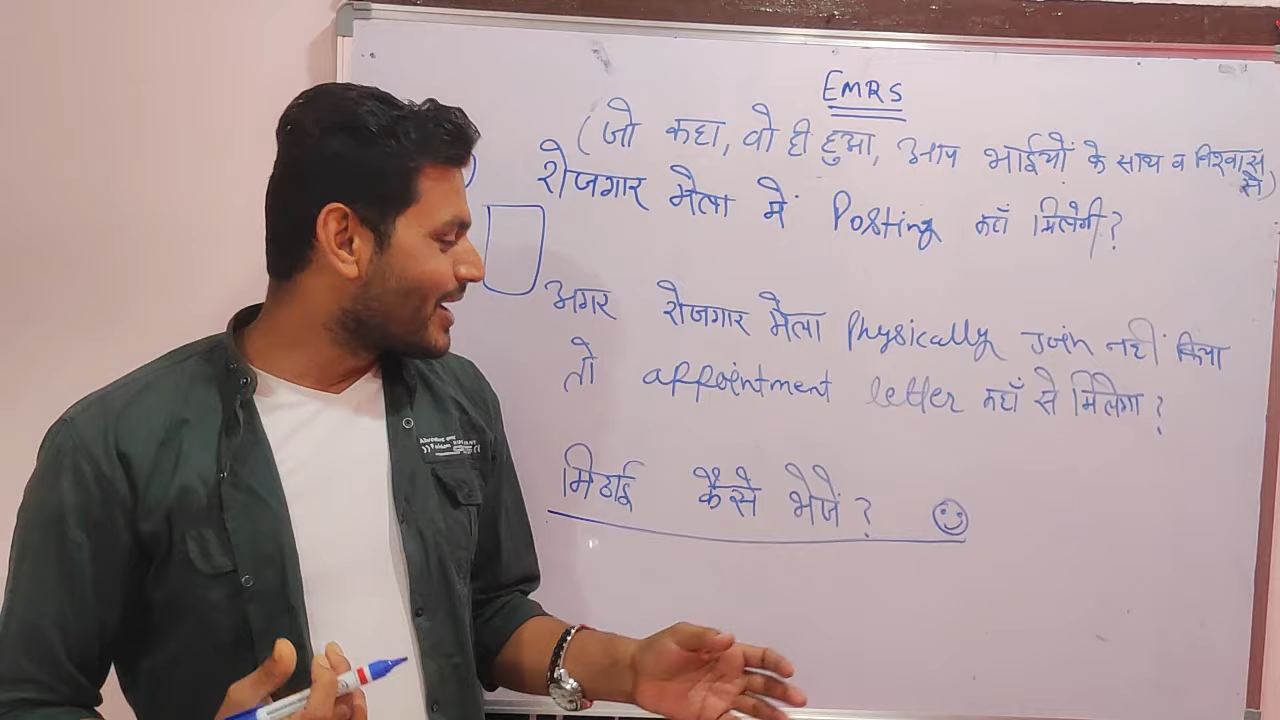 EMRS
(जो कहा, वो ही हुआ, आप भाईयों के साथ व विश्वास से)
रोजगार मेला में Posting कहाँ मिलेगी?
अगर रोजगार मेला Physically Join नहीं किया
तो appointment letter कहाँ से मिलेगा?
मिठाई कैसे भेजें?